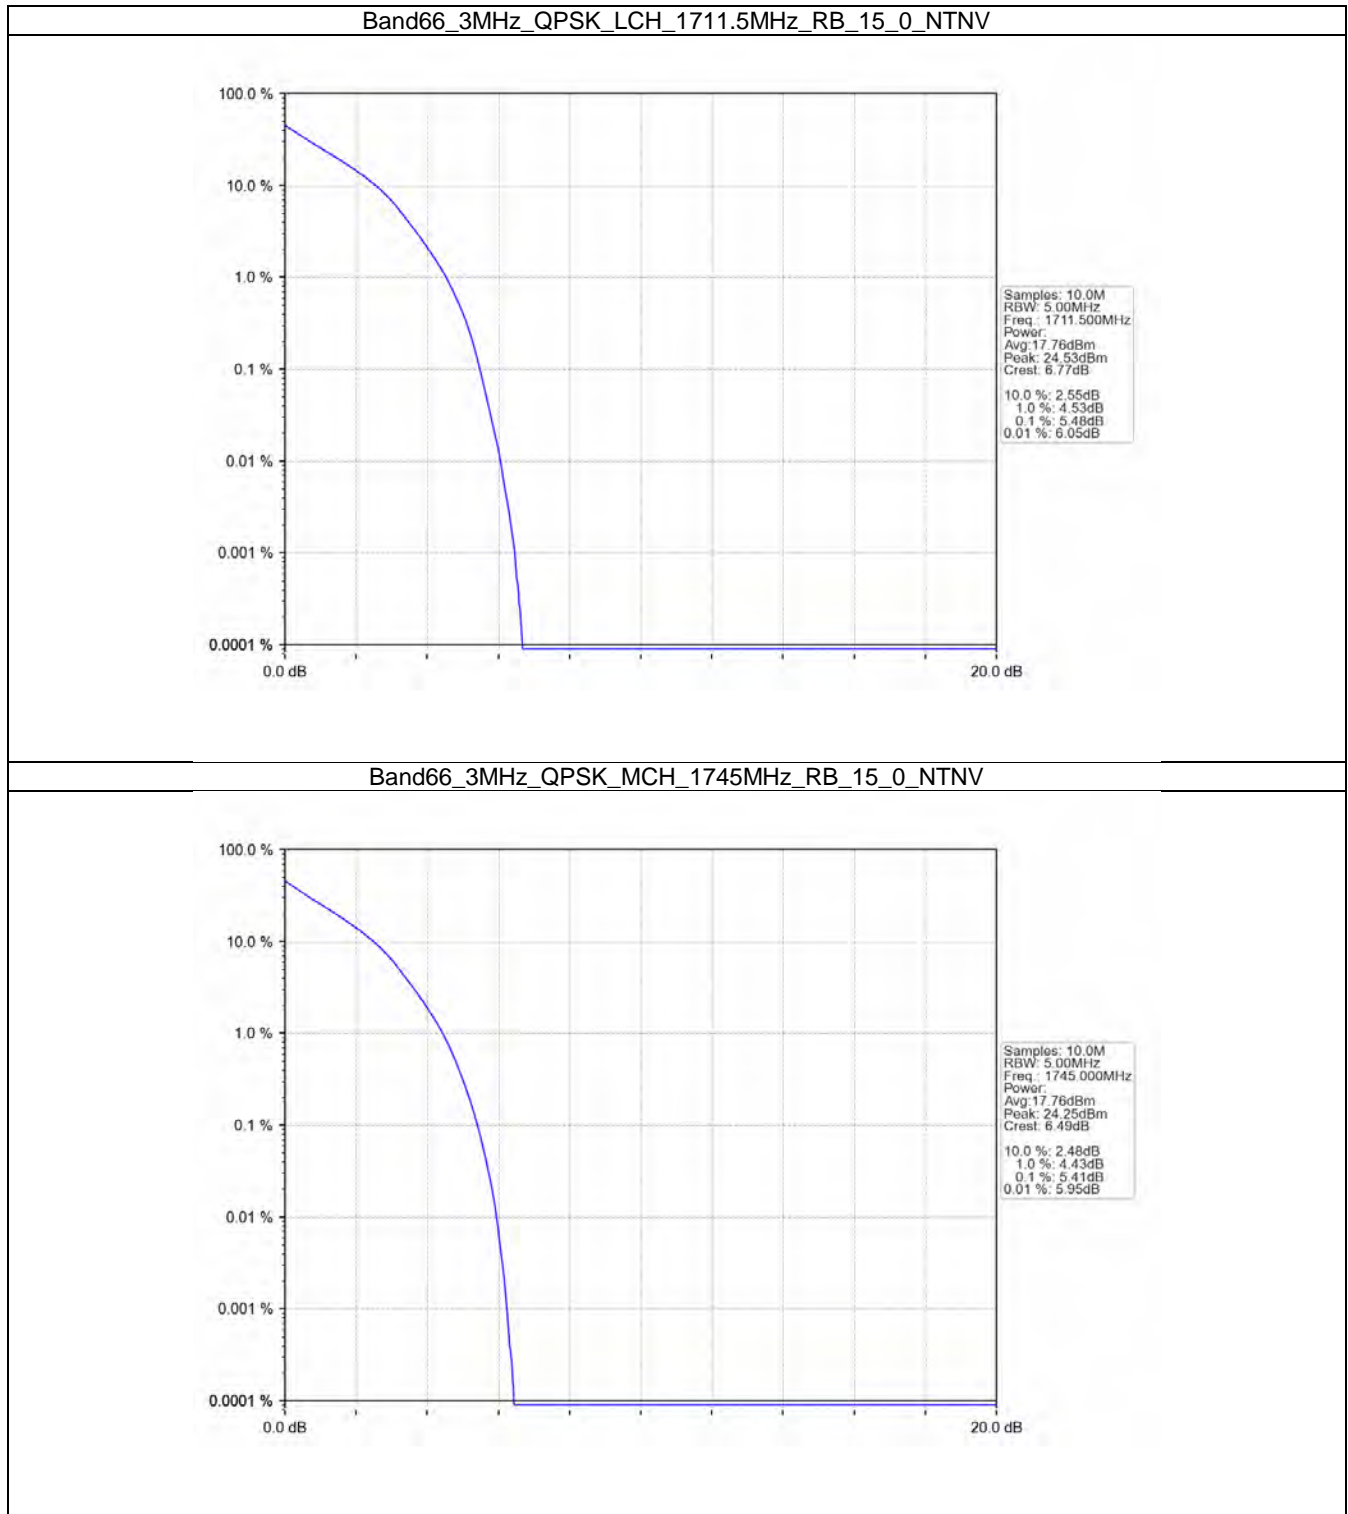 Band66_3MHz_QPSK_LCH_1711.5MHz_RB_15_0_NTNV
100.0 %
10.0 %
1.0 %
0.1 %
0.01 %
0.001 %
0.0001 %
0.0 dB
20.0 dB
Samples: 10.0M
RBW: 5.00MHz
Freq.: 1711.500MHz
Power:
Avg:17.76dBm
Peak: 24.53dBm
Crest: 6.77dB
10.0 %: 2.55dB
1.0 %: 4.53dB
0.1 %: 5.48dB
0.01 %: 6.05dB
Band66_3MHz_QPSK_MCH_1745MHz_RB_15_0_NTNV
100.0 %
10.0 %
1.0 %
0.1 %
0.01 %
0.001 %
0.0001 %
0.0 dB
20.0 dB
Samples: 10.0M
RBW: 5.00MHz
Freq.: 1745.000MHz
Power:
Avg:17.76dBm
Peak: 24.25dBm
Crest: 6.49dB
10.0 %: 2.48dB
1.0 %: 4.43dB
0.1 %: 5.41dB
0.01 %: 5.95dB